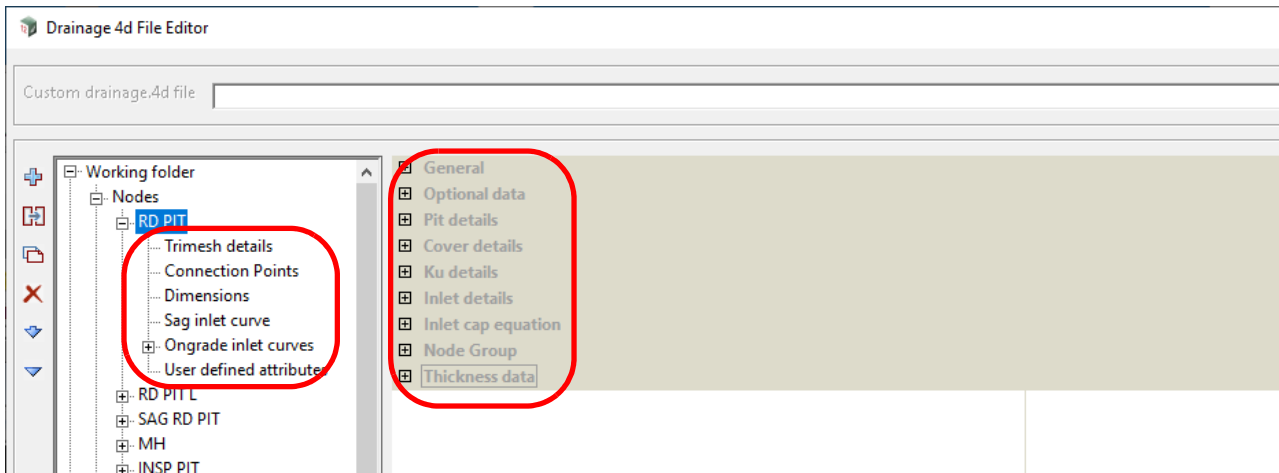 Drainage 4d File Editor
Custom drainage.4d file
Working folder
Nodes
RD PIT
Trimesh details
Connection Points
Dimensions
Sag inlet curve
Ongrade inlet curves
User defined attributes
RD PIT L
SAG RD PIT
MH
INSP PIT
General
Optional data
Pit details
Cover details
Ku details
Inlet details
Inlet cap equation
Node Group
Thickness data